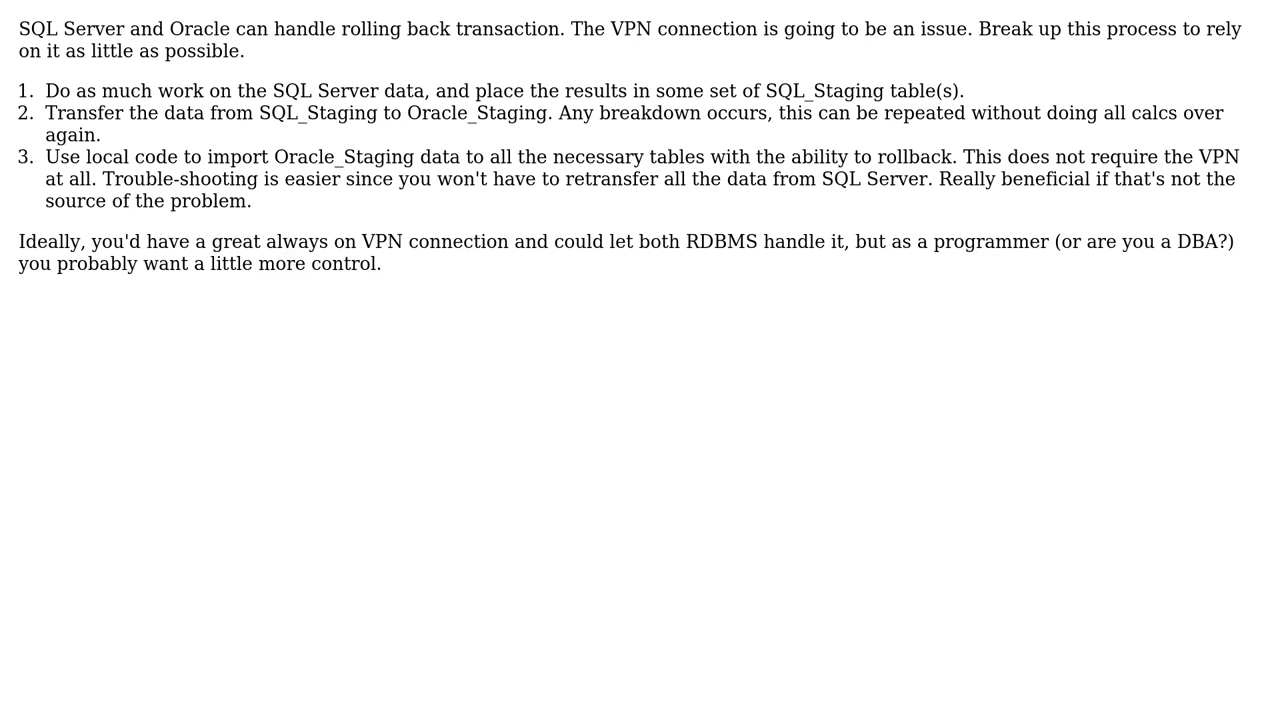 SQL Server and Oracle can handle rolling back transaction. The VPN connection is going to be an issue. Break up this process to rely
on it as little as possible.
1. Do as much work on the SQL Server data, and place the results in some set of SQL_Staging table(s).
2. Transfer the data from SQL_Staging to Oracle_Staging. Any breakdown occurs, this can be repeated without doing all calcs over
again.
3. Use local code to import Oracle_Staging data to all the necessary tables with the ability to rollback. This does not require the VPN
at all. Trouble-shooting is easier since you won't have to retransfer all the data from SQL Server. Really beneficial if that's not the
source of the problem.
Ideally, you'd have a great always on VPN connection and could let both RDBMS handle it, but as a programmer (or are you a DBA?)
you probably want a little more control.